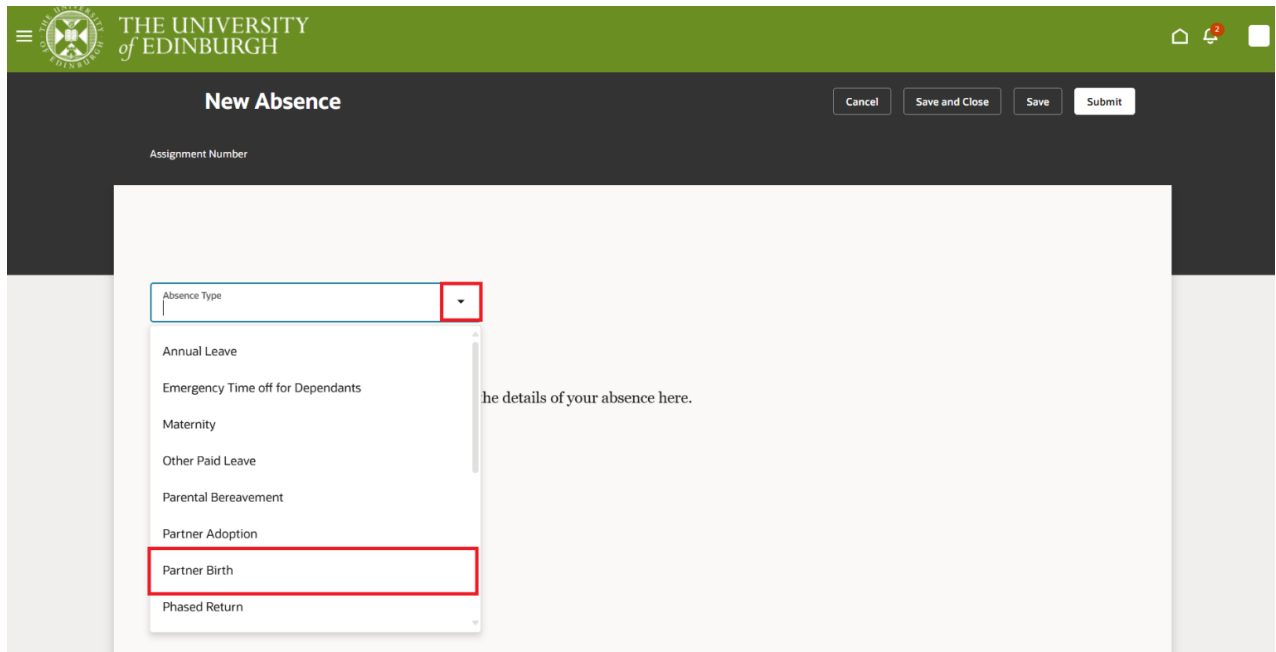 THE UNIVERSITY
of EDINBURGH
2
New Absence
Cancel
Save and Close
Save
Submit
Assignment Number
Absence Type
Annual Leave
Emergency Time off for Dependants
he details of your absence here.
Maternity
Other Paid Leave
Parental Bereavement
Partner Adoption
Partner Birth
Phased Return